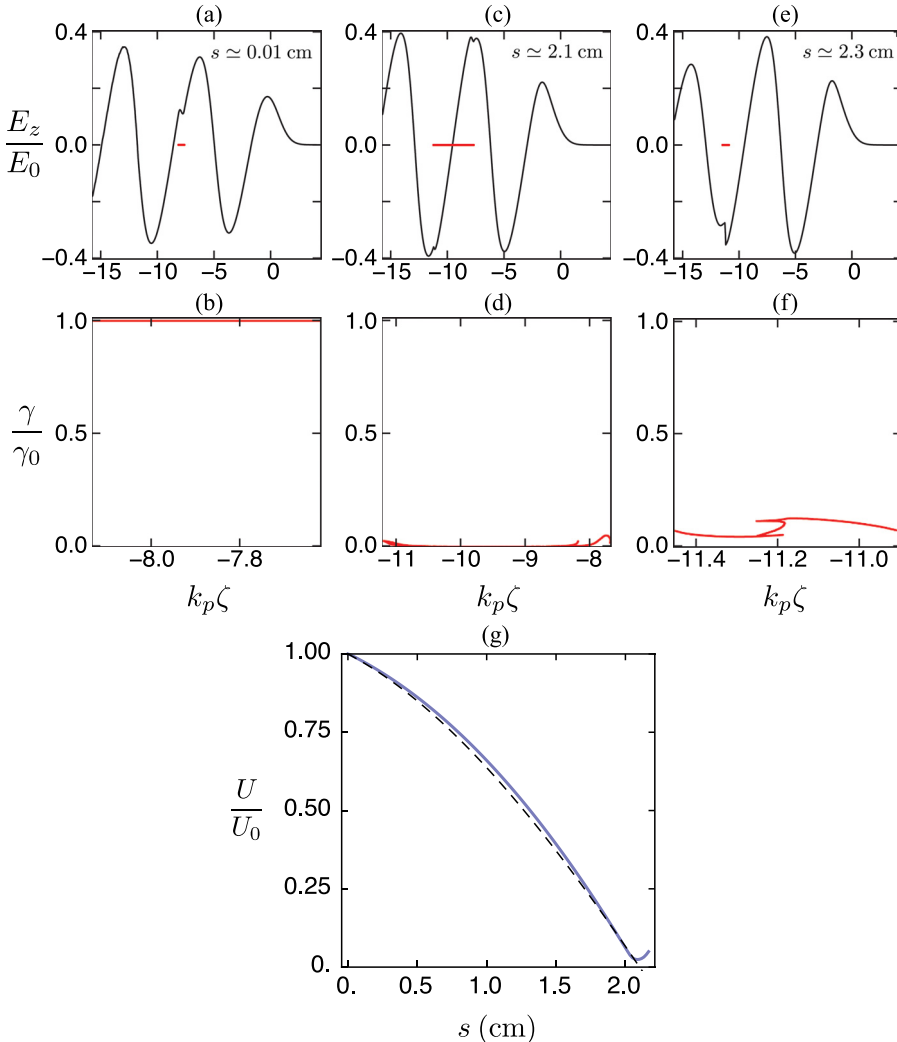 (a) (c) (e)
0.4 0.4 0.4
s ≃ 0.01 cm s ≃ 2.1 cm s ≃ 2.3 cm
E_z/E_0
0.0 0.0 0.0
−0.4 −0.4 −0.4
−15 −10 −5 0 −15 −10 −5 0 −15 −10 −5 0
(b) (d) (f)
1.0 1.0 1.0
γ/γ_0
0.5 0.5 0.5
0.0 0.0 0.0
−8.0 −7.8 −11 −10 −9 −8 −11.4 −11.2 −11.0
k_pζ k_pζ k_pζ
(g)
1.00
0.75
U/U_0
0.50
0.25
0.
0. 0.5 1.0 1.5 2.0
s (cm)